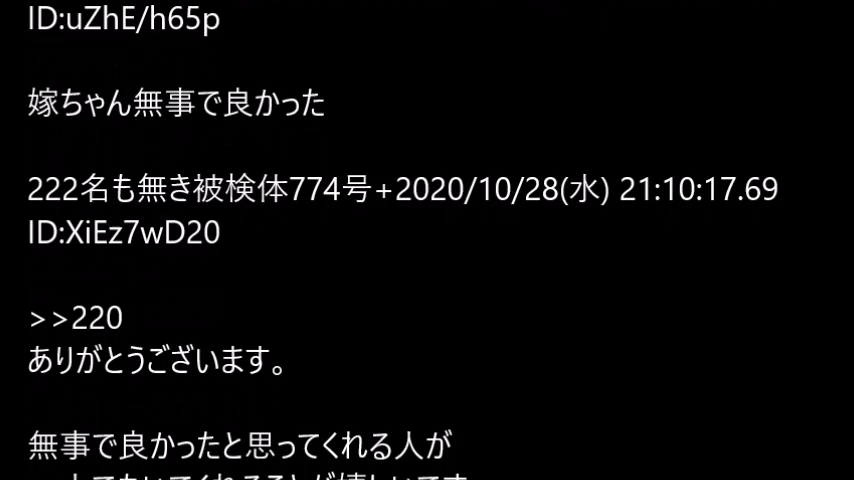 ID:uZhE/h65p
嫁ちゃん無事で良かった
222名も無き被検体774号+2020/10/28(水) 21:10:17.69
ID:XiEz7wD20
>>220
ありがとうございます。
無事で良かったと思ってくれる人が